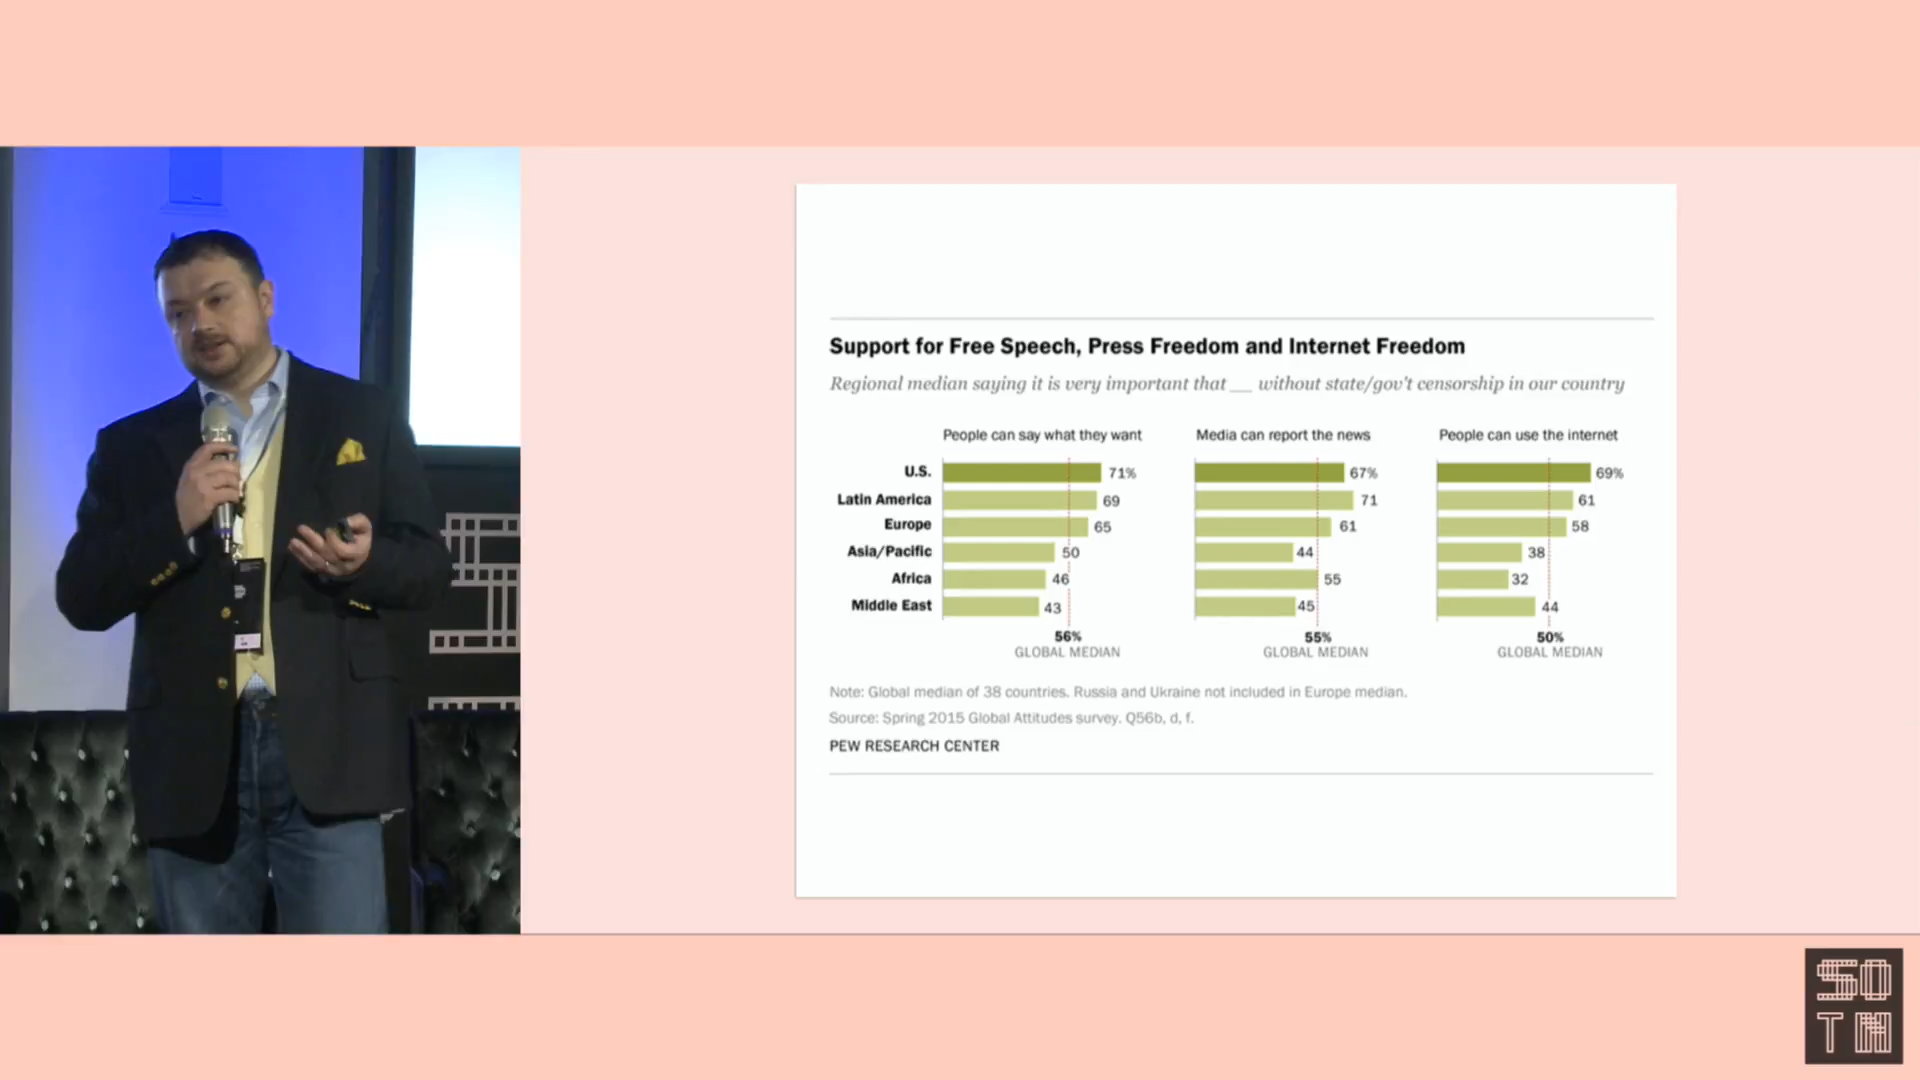 Support for Free Speech, Press Freedom and Internet Freedom
Regional median saying it is very important that __ without state/gov't censorship in our country
People can say what they want
Media can report the news
People can use the internet
U.S. 71% 67% 69%
Latin America 69 71 61
Europe 65 61 58
Asia/Pacific 50 44 38
Africa 46 55 32
Middle East 43 45 44
56% 55% 50%
GLOBAL MEDIAN GLOBAL MEDIAN GLOBAL MEDIAN
Note: Global median of 38 countries. Russia and Ukraine not included in Europe median.
Source: Spring 2015 Global Attitudes survey. Q56b, d, f.
PEW RESEARCH CENTER
SO
TN